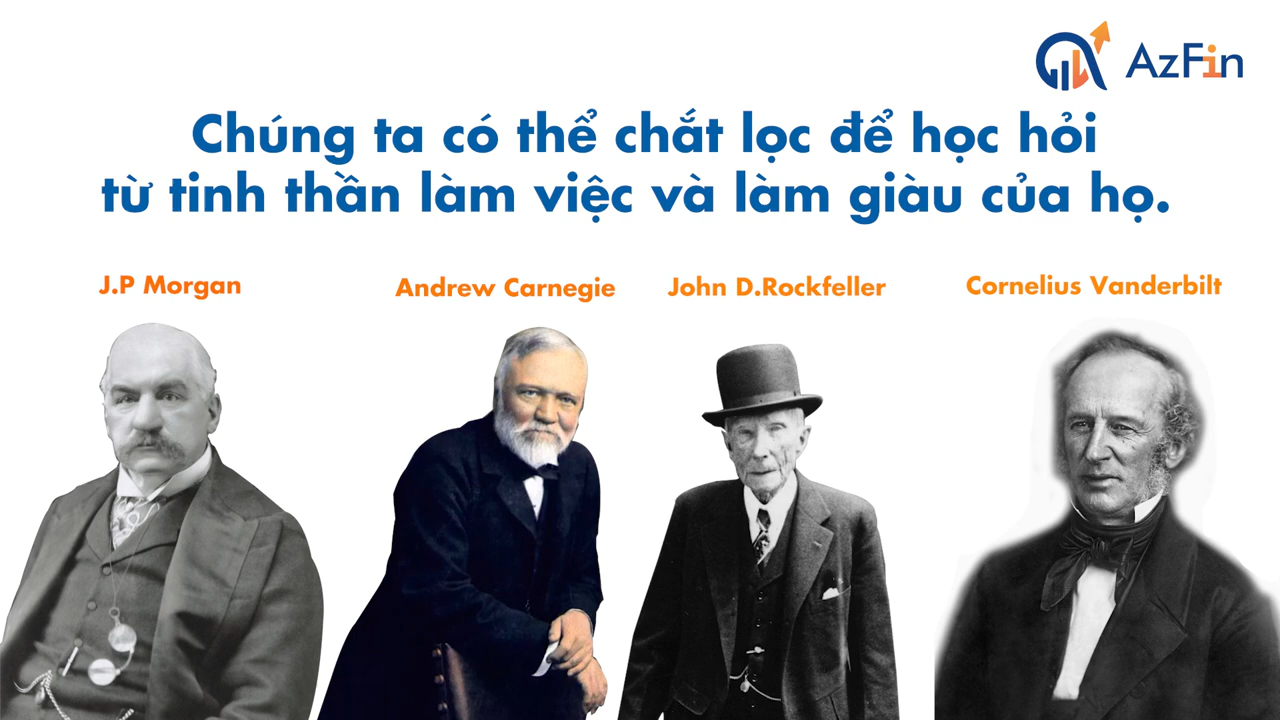 AzFin
Chúng ta có thể chắt lọc để học hỏi
từ tinh thần làm việc và làm giàu của họ.
J.P Morgan
Andrew Carnegie
John D.Rockfeller
Cornelius Vanderbilt